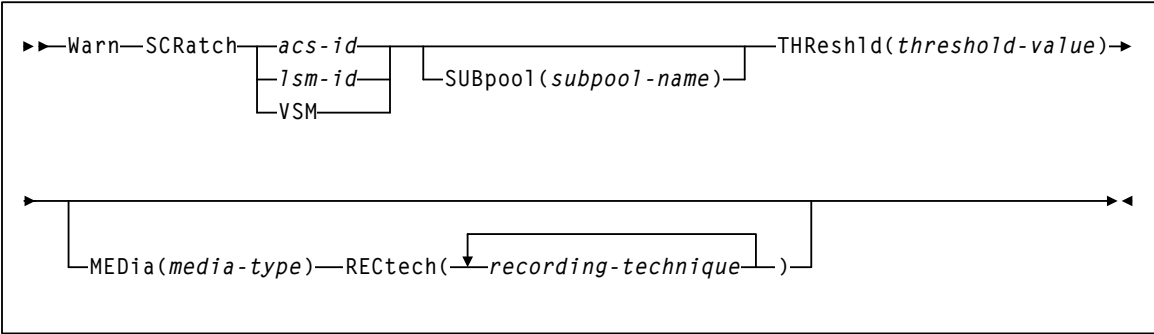 Warn SCRatch acs-id THReshld(threshold-value)
lsm-id SUBpool(subpool-name)
VSM
MEDia(media-type) RECtech( recording-technique )